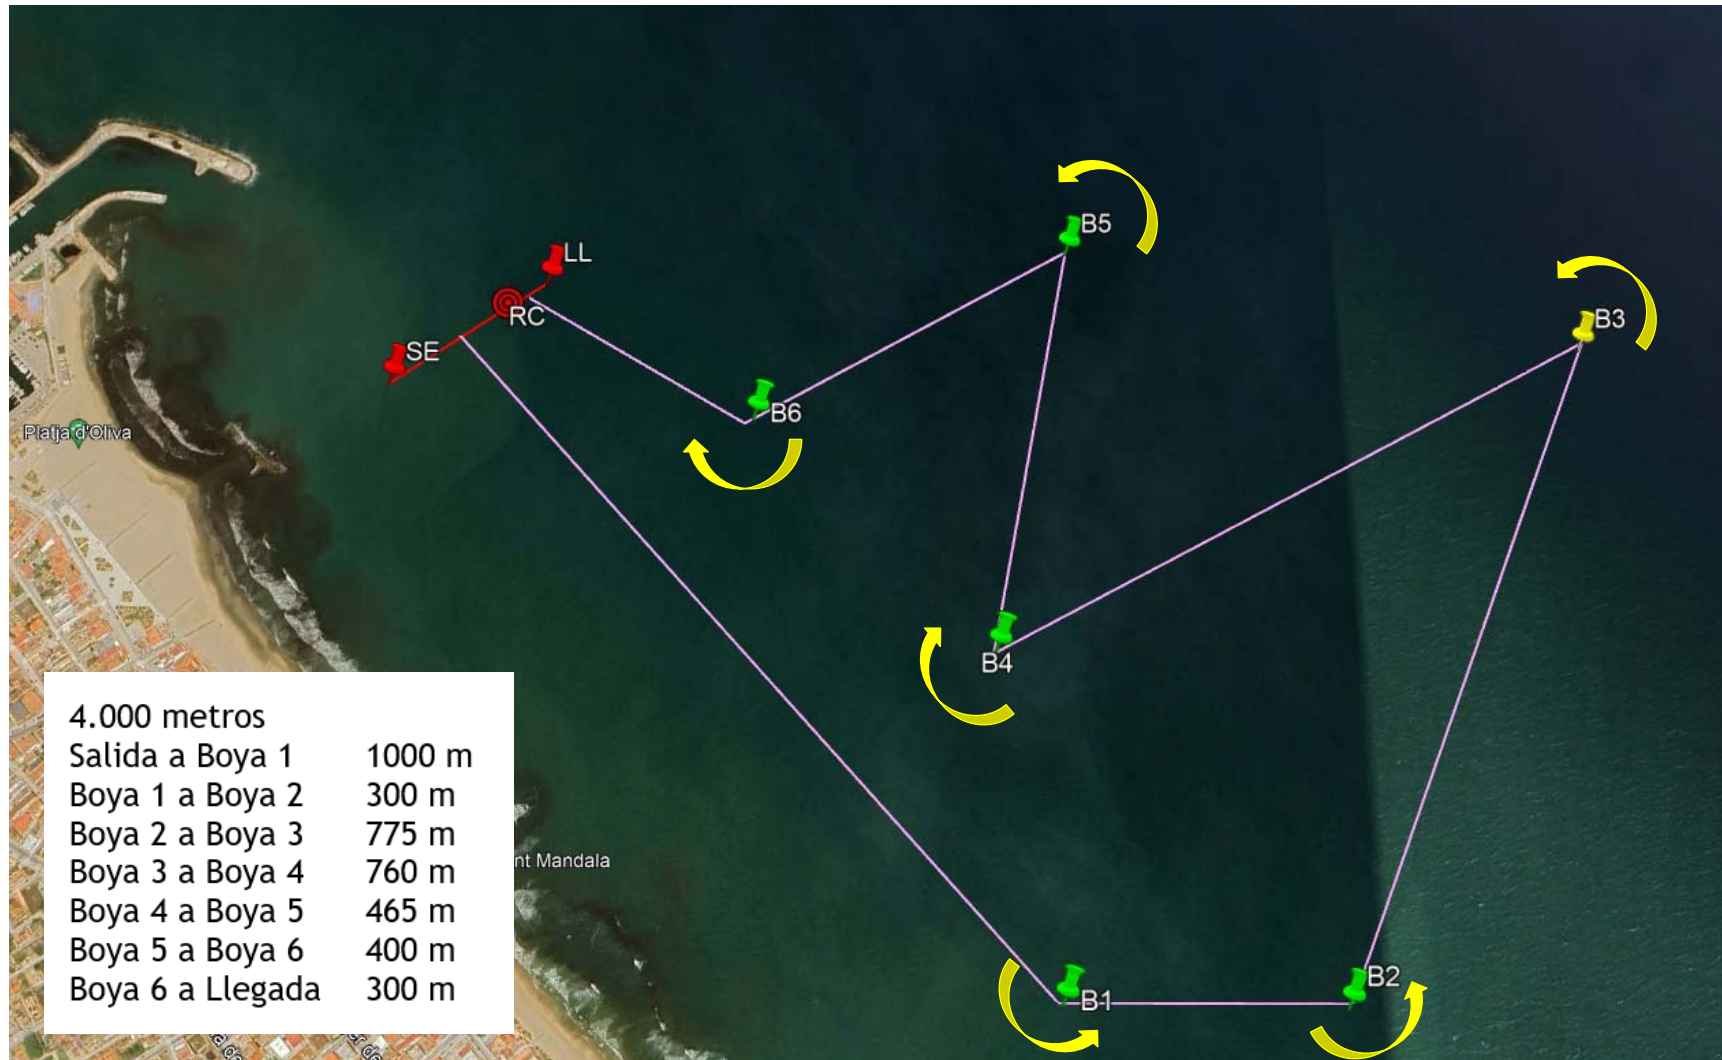 B5
LL
RC
B3
SE
B6
Platja d'Oliva
B4
4.000 metros
Salida a Boya 1 1000 m
Boya 1 a Boya 2 300 m
Boya 2 a Boya 3 775 m
Boya 3 a Boya 4 760 m
Boya 4 a Boya 5 465 m
Boya 5 a Boya 6 400 m
Boya 6 a Llegada 300 m
nt Mandala
B1
B2